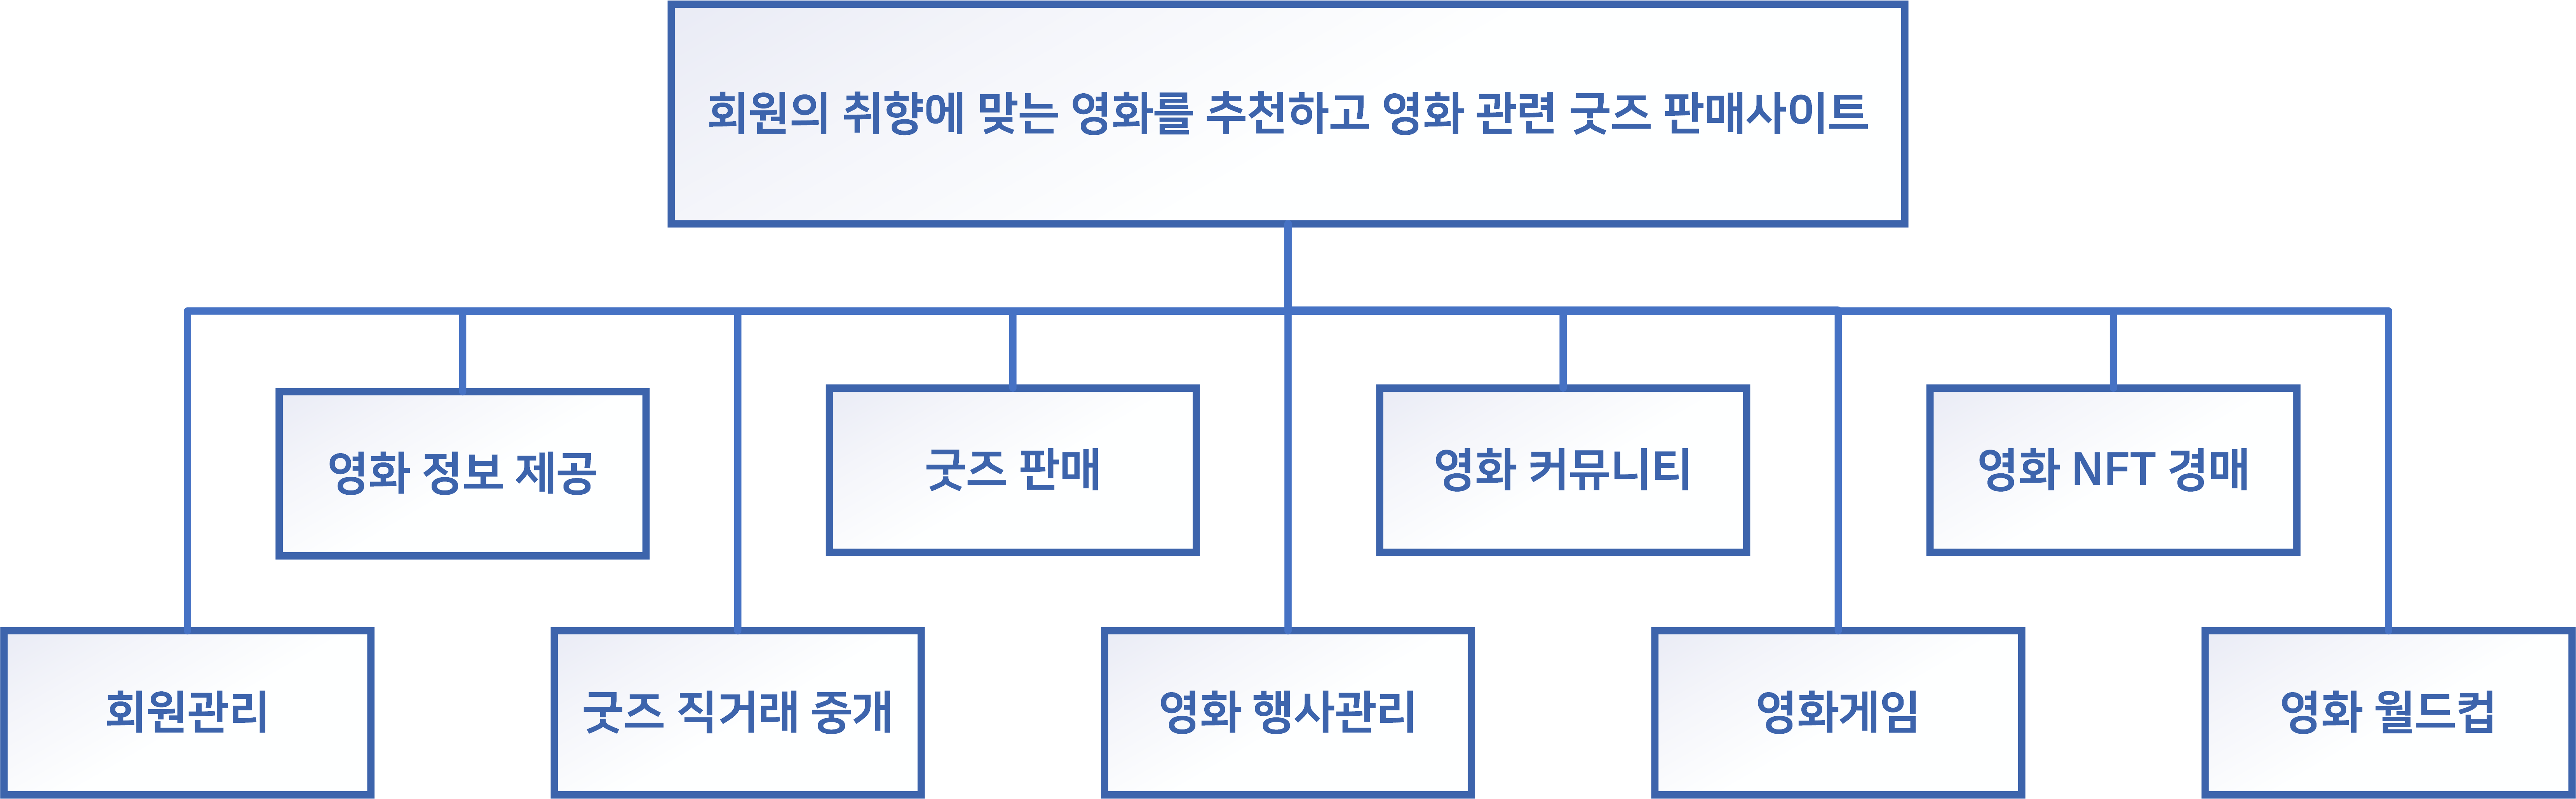 회원의 취향에 맞는 영화를 추천하고 영화 관련 굿즈 판매사이트
영화 정보 제공
굿즈 판매
영화 커뮤니티
영화 NFT 경매
회원관리
굿즈 직거래 중개
영화 행사관리
영화게임
영화 월드컵